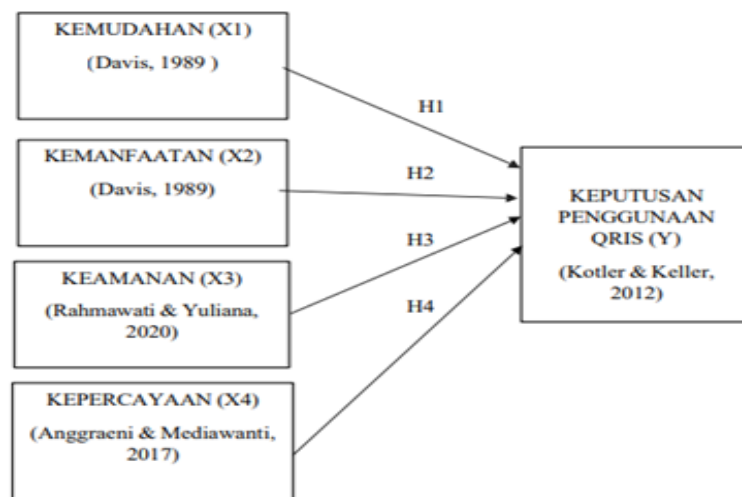 KEMUDAHAN (X1)
(Davis, 1989 )
H1
KEMANFAATAN (X2)
(Davis, 1989)
H2
KEPUTUSAN
PENGGUNAAN
QRIS (Y)
(Kotler & Keller,
2012)
H3
KEAMANAN (X3)
(Rahmawati & Yuliana,
2020)
H4
KEPERCAYAAN (X4)
(Anggraeni & Mediawanti,
2017)